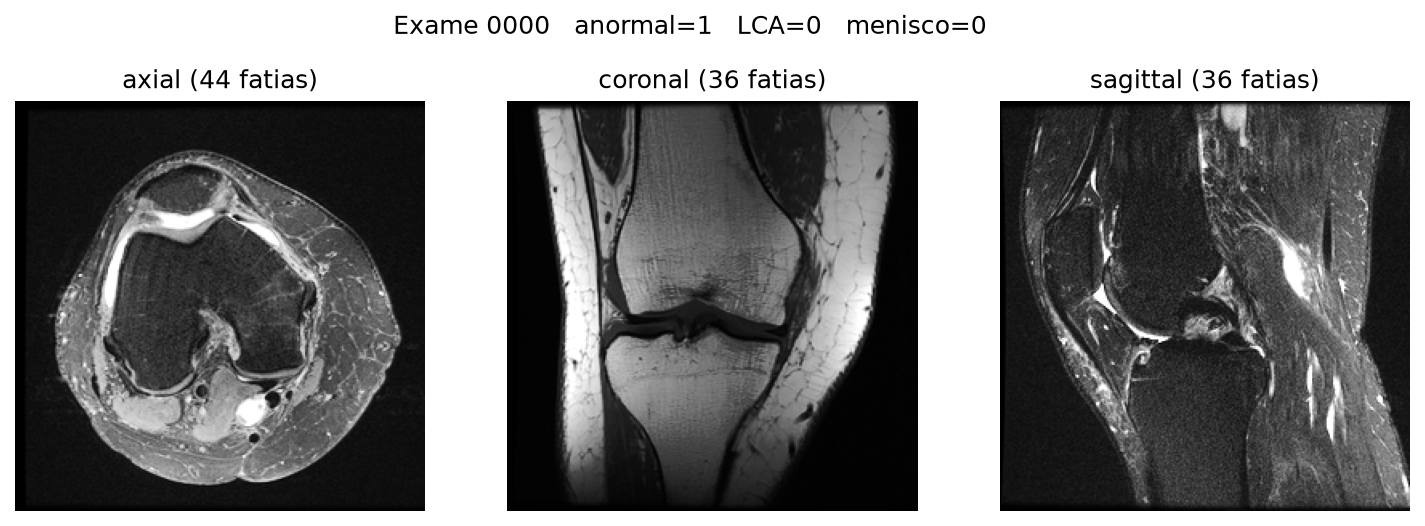 Exame 0000   anormal=1   LCA=0   menisco=0
axial (44 fatias)
coronal (36 fatias)
sagittal (36 fatias)